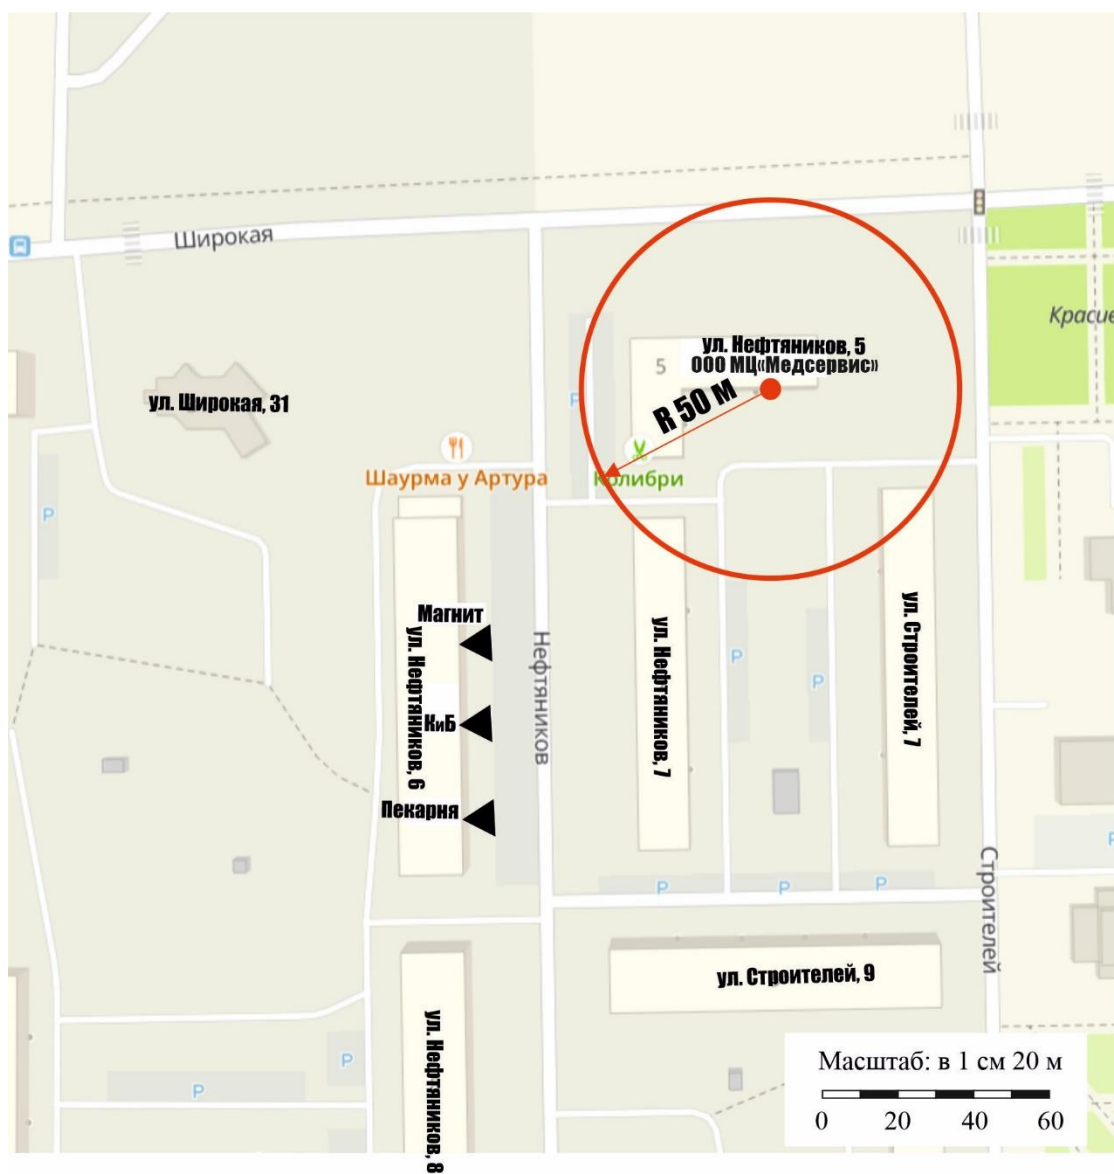 Широкая
Красив
ул. Нефтяников, 5
5
ООО МЦ«Медсервис»
R 50 м
P
ул. Широкая, 31
Шаурма у Артура
Колибри
P
Магнит
ул. Нефтяников, 6
КиБ
Пекарня
Нефтяников
ул. Нефтяников, 7
P
P
ул. Строителей, 7
P
P
P
P
Строителей
ул. Строителей, 9
ул. Нефтяников, 8
P
P
Масштаб: в 1 см 20 м
0 20 40 60